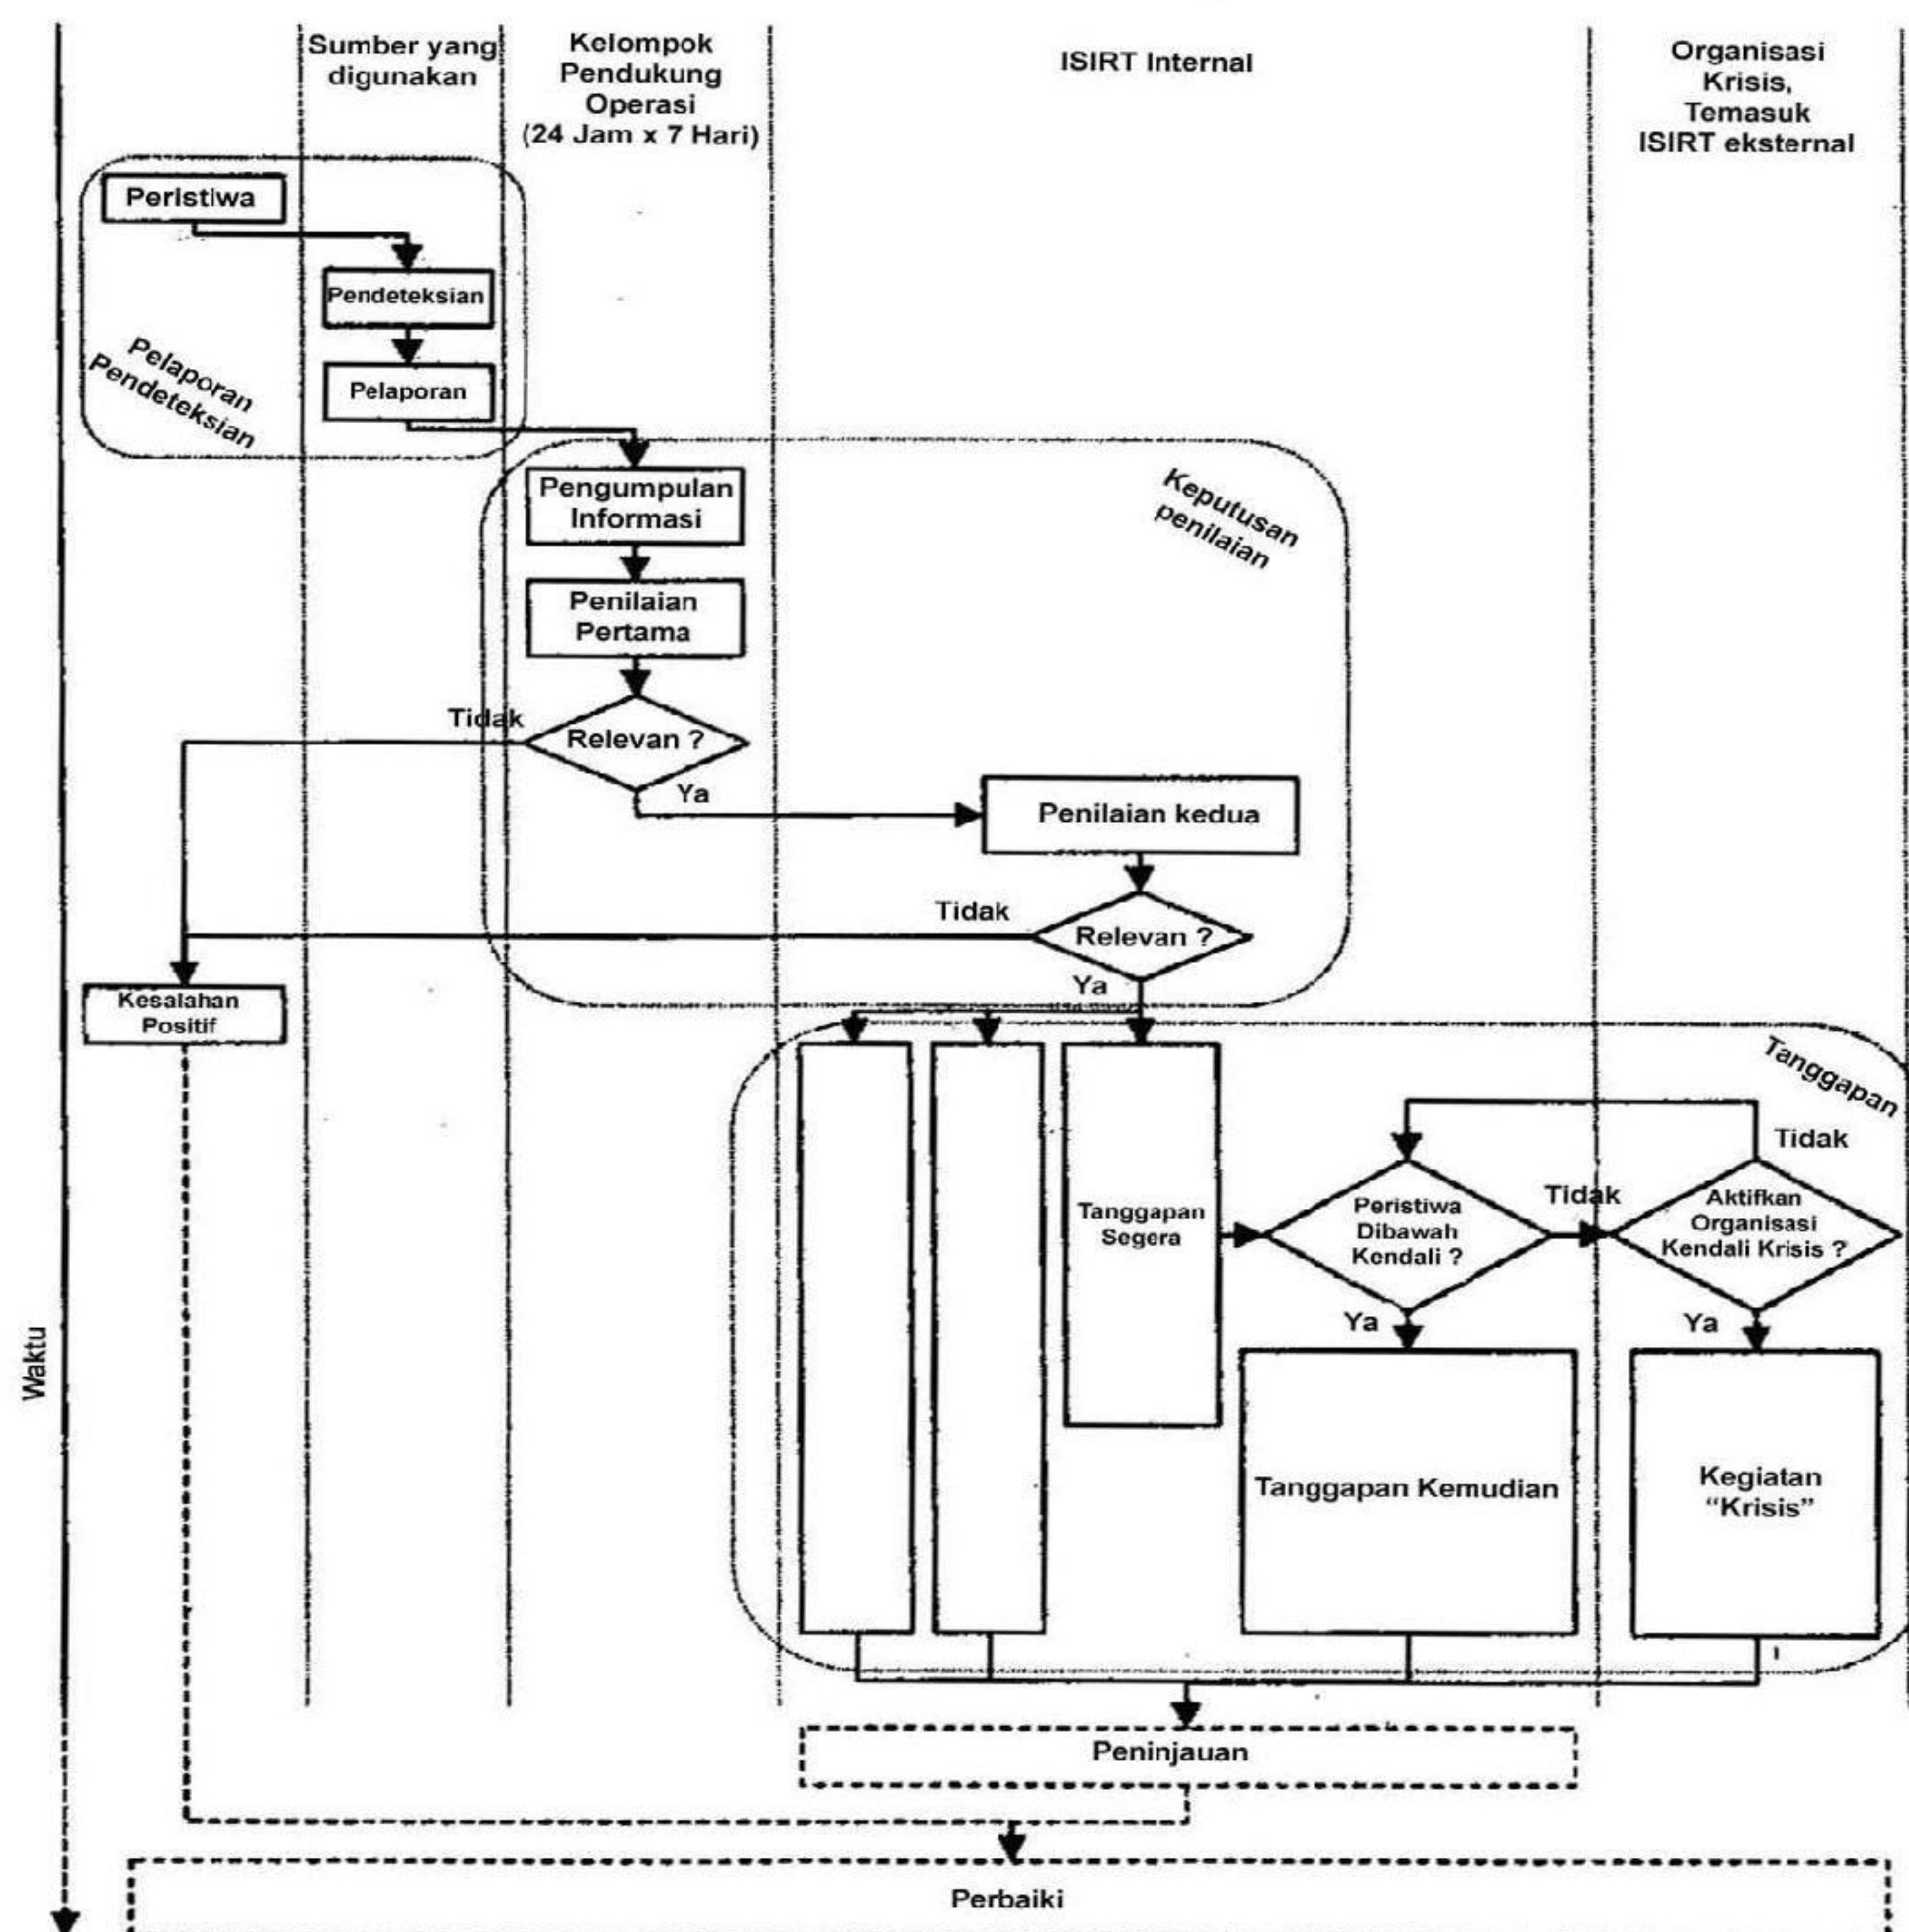 Sumber yang
digunakan
Kelompok
Pendukung
Operasi
(24 Jam x 7 Hari)
ISIRT Internal
Organisasi
Krisis,
Temasuk
ISIRT eksternal
Peristiwa
Pendeteksian
Pelaporan
Pelaporan
Pendeteksian
Pengumpulan
Informasi
Keputusan
penilaian
Penilaian
Pertama
Tidak
Relevan ?
Ya
Penilaian kedua
Tidak
Relevan ?
Ya
Kesalahan
Positif
Tanggapan
Tidak
Tanggapan
Segera
Peristiwa
Dibawah
Kendali ?
Tidak
Aktifkan
Organisasi
Kendali Krisis ?
Ya
Ya
Waktu
Tanggapan Kemudian
Kegiatan
“Krisis”
Peninjauan
Perbaiki